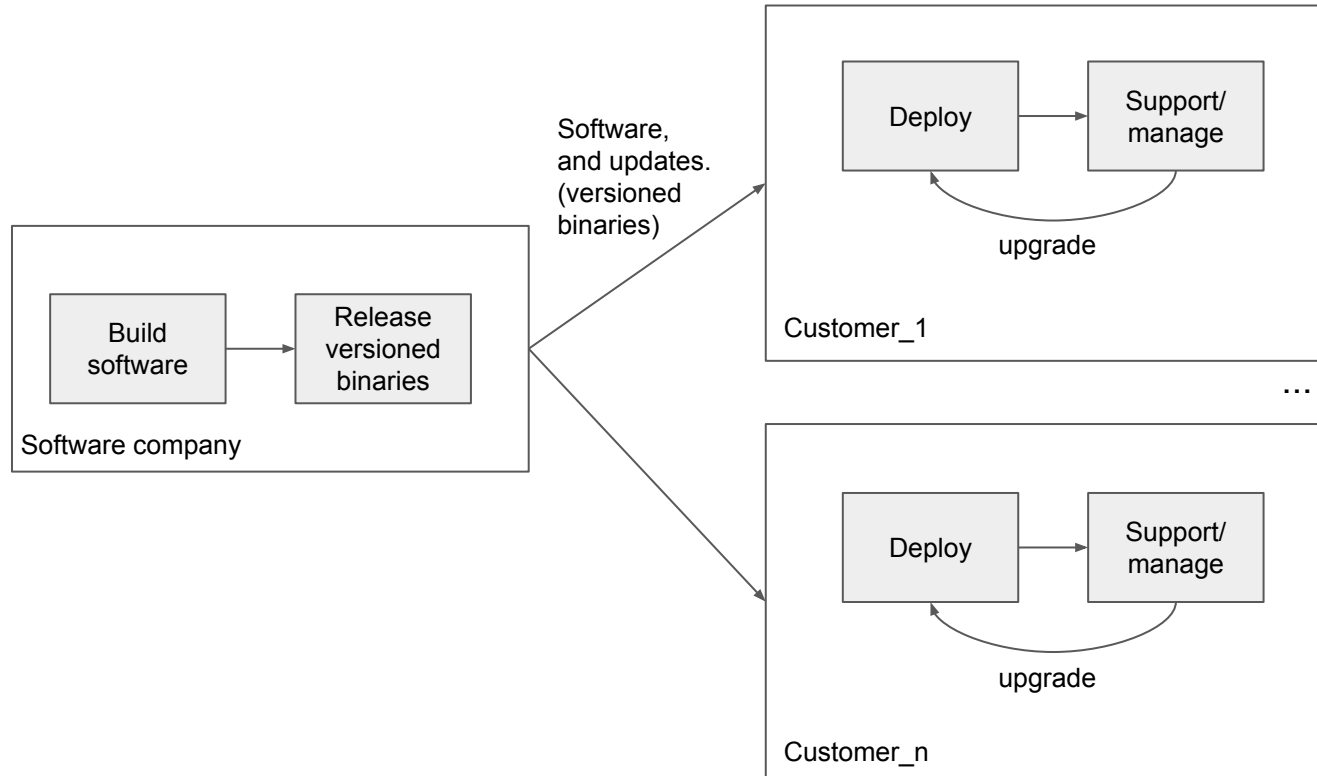 Software,
and updates.
(versioned
binaries)
Build
software
Release
versioned
binaries
Software company
Deploy
Support/
manage
upgrade
Customer_1
...
Deploy
Support/
manage
upgrade
Customer_n